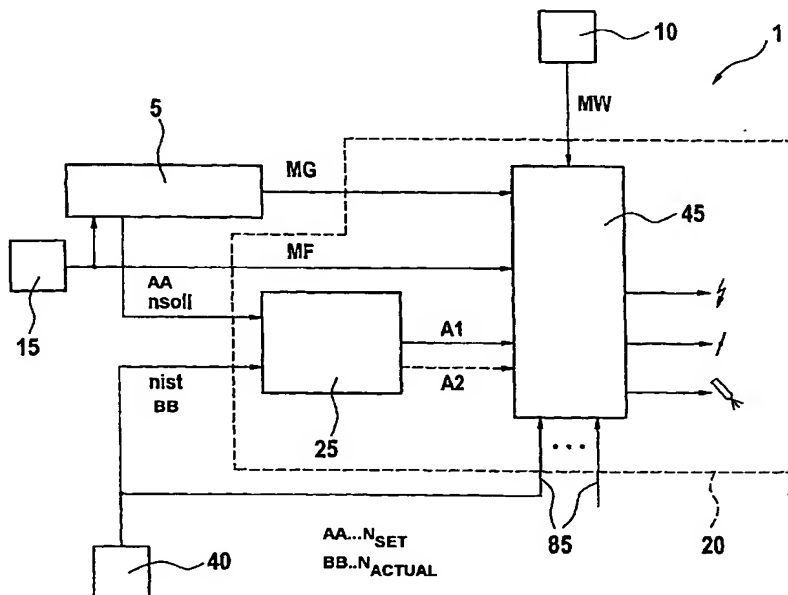 10
1
MW
5
MG
45
MF
15
AA
nsoll
A1
A2
nist
BB
25
85
20
40
AA...NSET
BB..NACTUAL